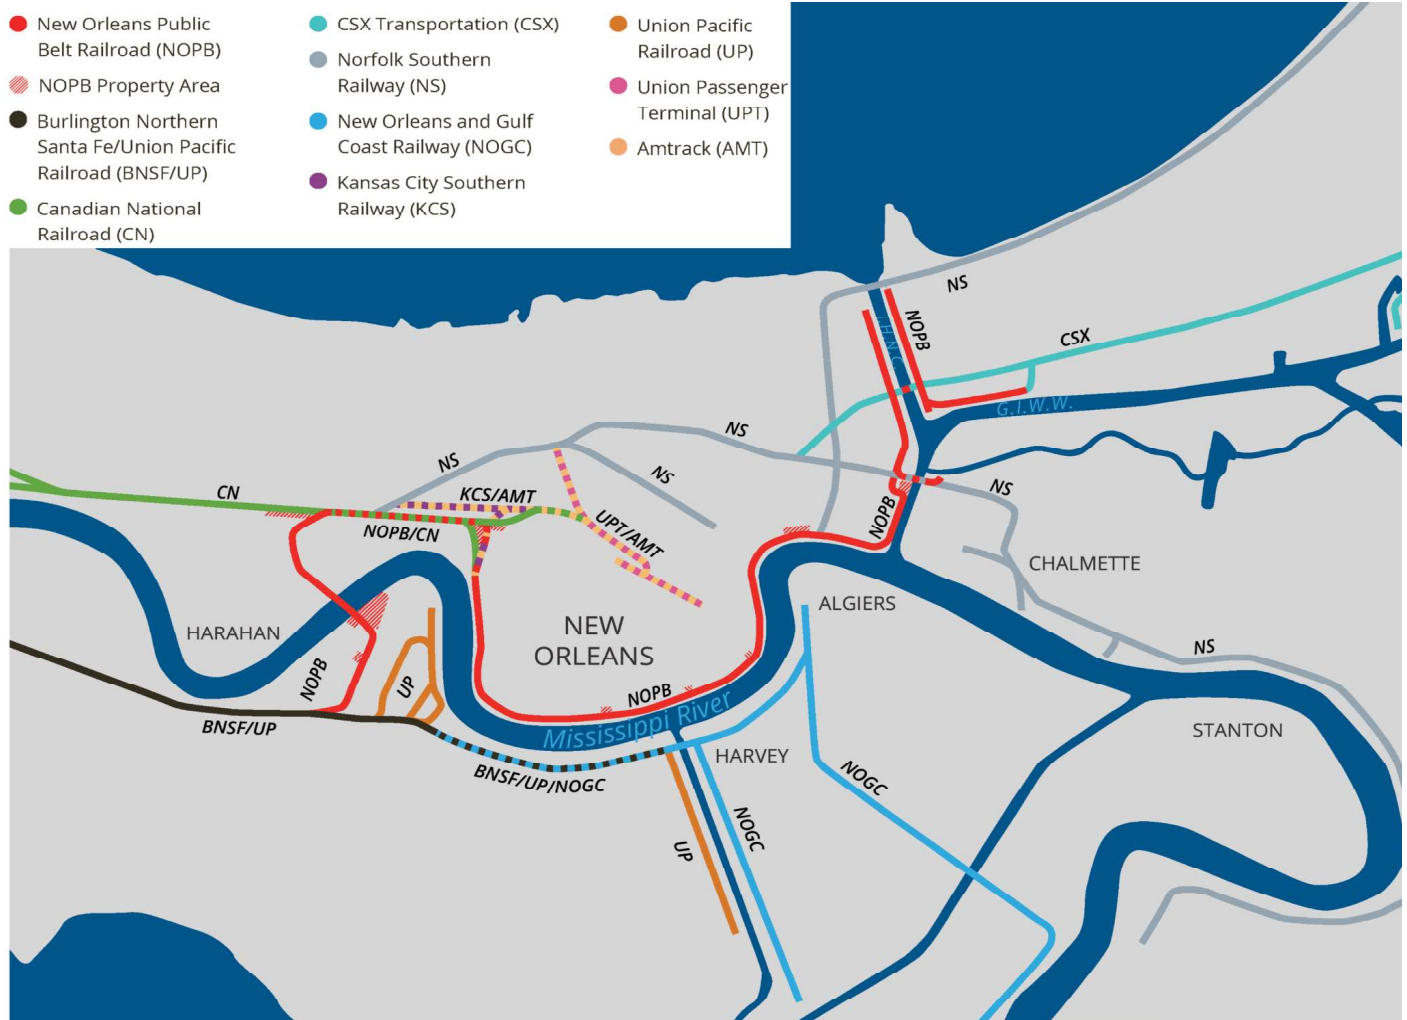 New Orleans Public
Belt Railroad (NOPB)
NOPB Property Area
Burlington Northern
Santa Fe/Union Pacific
Railroad (BNSF/UP)
Canadian National
Railroad (CN)
CSX Transportation (CSX)
Norfolk Southern
Railway (NS)
New Orleans and Gulf
Coast Railway (NOGC)
Kansas City Southern
Railway (KCS)
Union Pacific
Railroad (UP)
Union Passenger
Terminal (UPT)
Amtrack (AMT)
NS
NOPB
I.H.N.C.
CSX
G.I.W.W.
NS
NS
NS
NS
CN
KCS/AMT
NOPB/CN
UPT/AMT
NOPB
CHALMETTE
ALGIERS
HARAHAN
NEW
ORLEANS
NS
NOPB
UP
NOPB
Mississippi River
BNSF/UP
STANTON
HARVEY
BNSF/UP/NOGC
NOGC
NOGC
UP